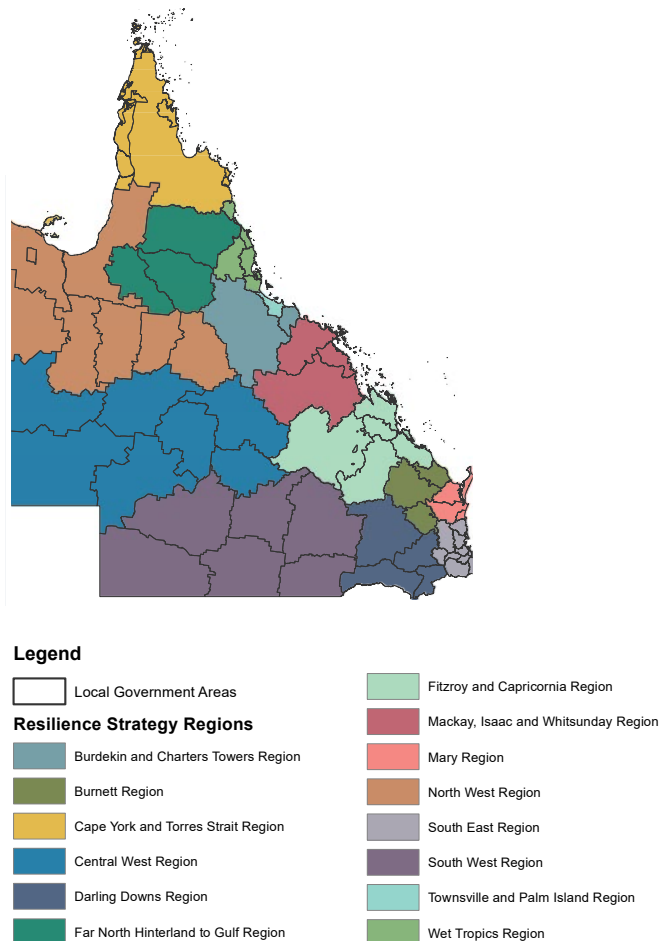 Legend
Local Government Areas
Resilience Strategy Regions
Burdekin and Charters Towers Region
Burnett Region
Cape York and Torres Strait Region
Central West Region
Darling Downs Region
Far North Hinterland to Gulf Region
Fitzroy and Capricornia Region
Mackay, Isaac and Whitsunday Region
Mary Region
North West Region
South East Region
South West Region
Townsville and Palm Island Region
Wet Tropics Region